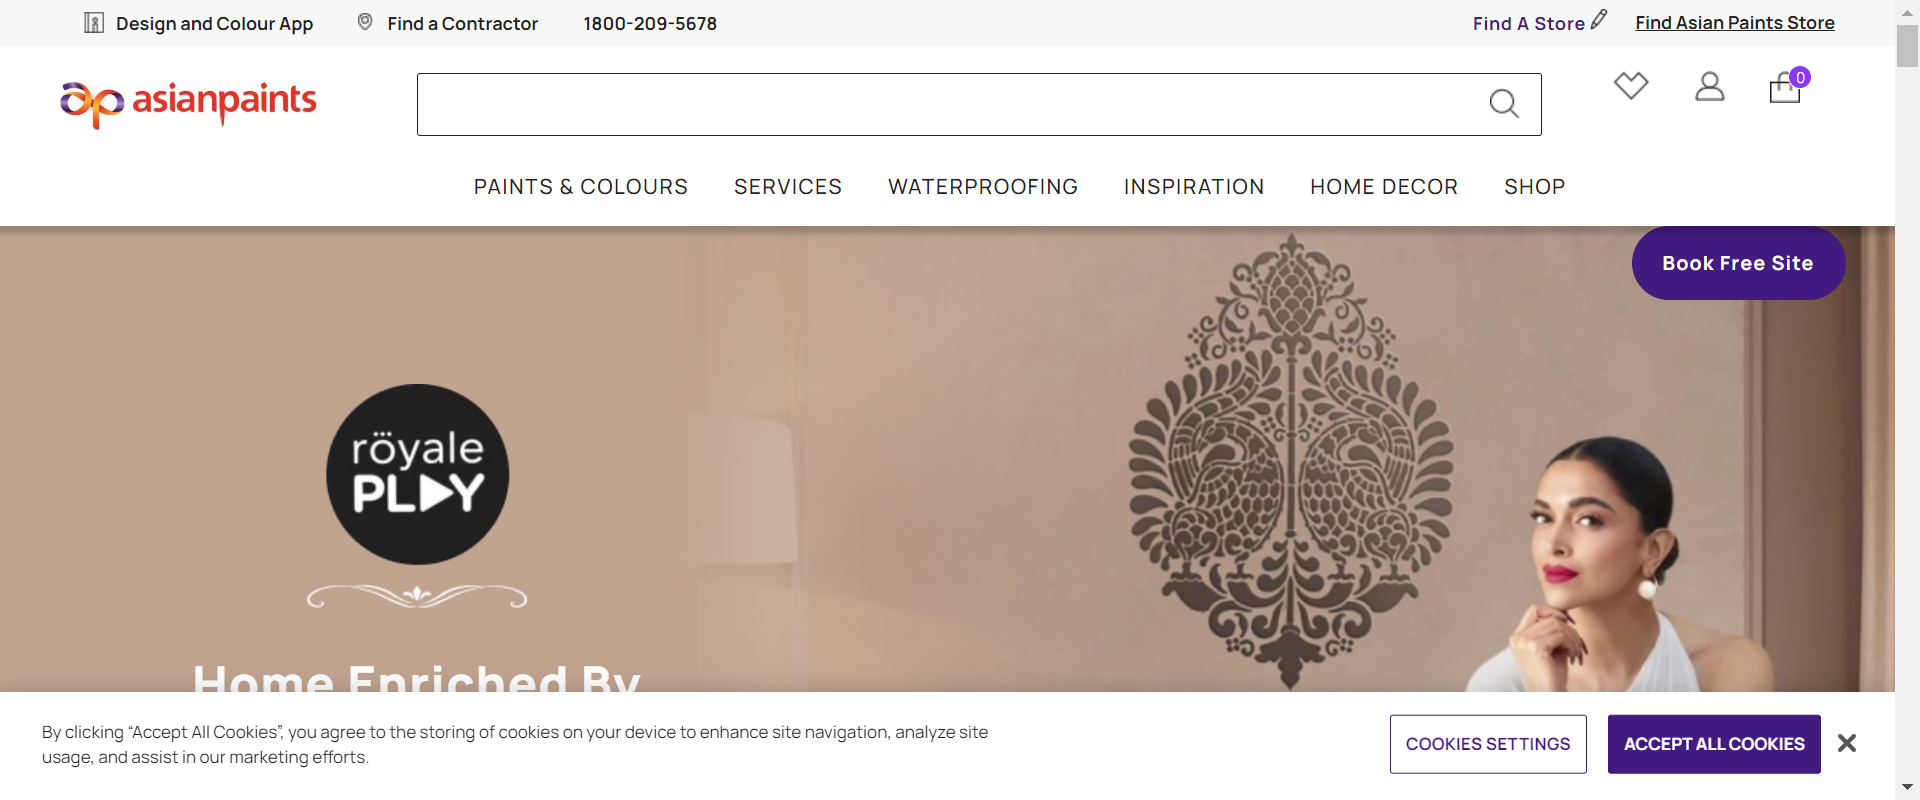 Design and Colour App
Find a Contractor
1800-209-5678
Find A Store
Find Asian Paints Store
ap asianpaints
0
PAINTS & COLOURS
SERVICES
WATERPROOFING
INSPIRATION
HOME DECOR
SHOP
Book Free Site
röyale
PLAY
Home Enriched By
By clicking “Accept All Cookies”, you agree to the storing of cookies on your device to enhance site navigation, analyze site
usage, and assist in our marketing efforts.
COOKIES SETTINGS
ACCEPT ALL COOKIES